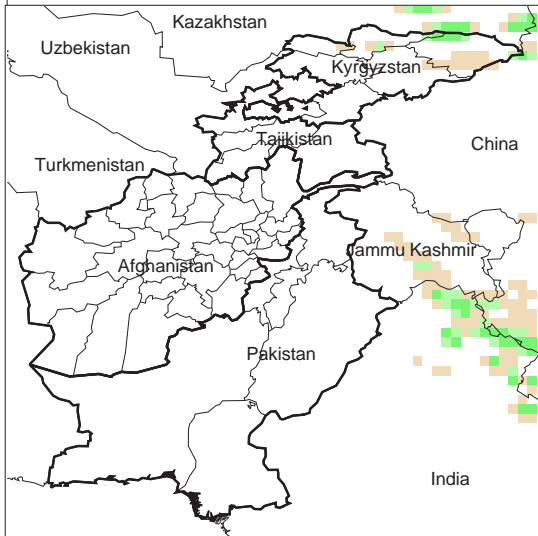 Kazakhstan
Uzbekistan
Kyrgyzstan
Tajikistan
China
Turkmenistan
Jammu Kashmir
Afghanistan
Pakistan
India